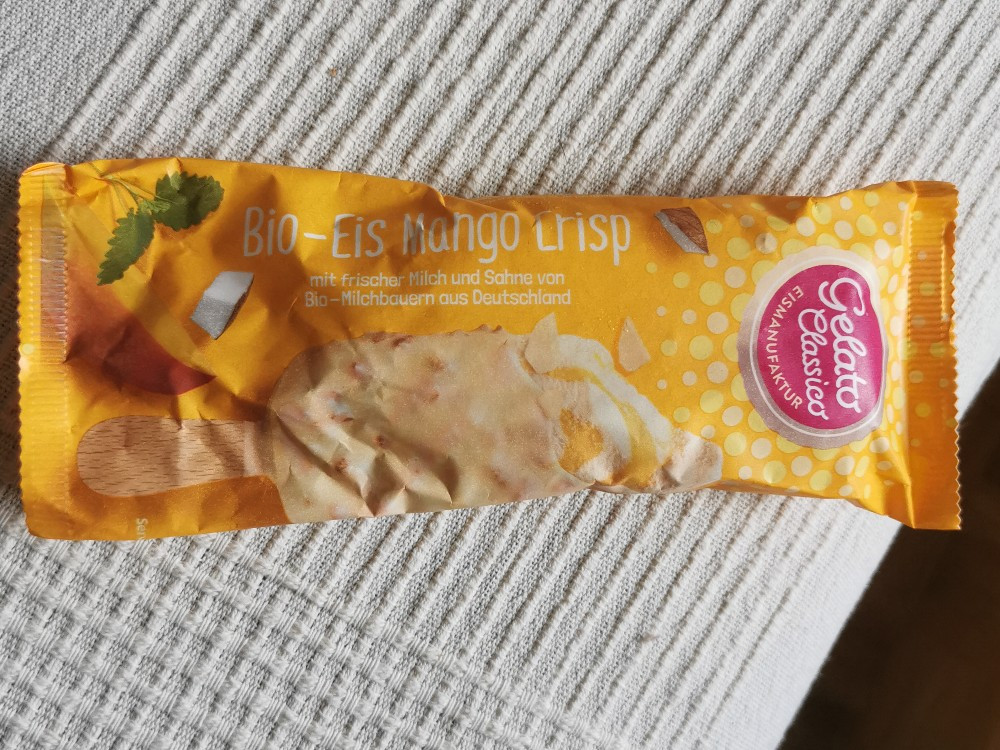 Bio-Eis Mango Crisp
mit frischer Milch und Sahne von
Bio-Milchbauern aus Deutschland
Gelato
Classico
EISMANUFAKTUR